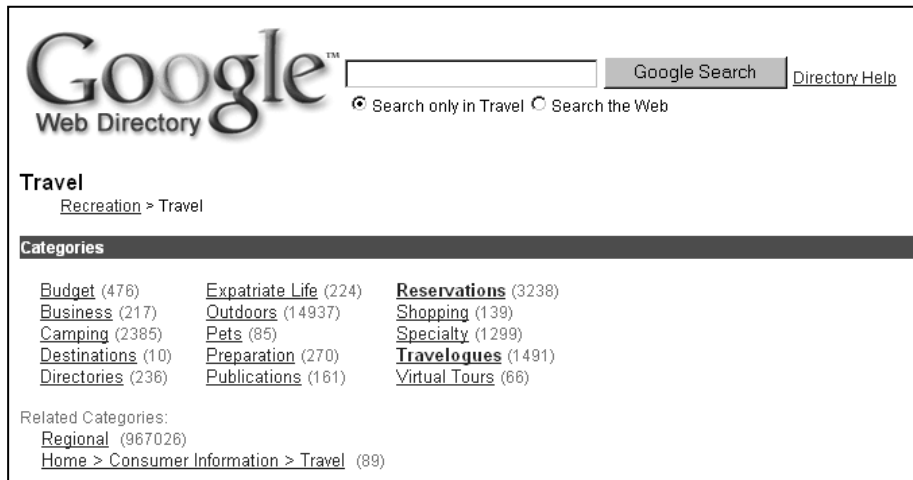 Google™
Web Directory
Google Search
Directory Help
Search only in Travel Search the Web
Travel
Recreation > Travel
Categories
Budget (476) Expatriate Life (224) Reservations (3238)
Business (217) Outdoors (14937) Shopping (139)
Camping (2385) Pets (85) Specialty (1299)
Destinations (10) Preparation (270) Travelogues (1491)
Directories (236) Publications (161) Virtual Tours (66)
Related Categories:
Regional (967026)
Home > Consumer Information > Travel (89)